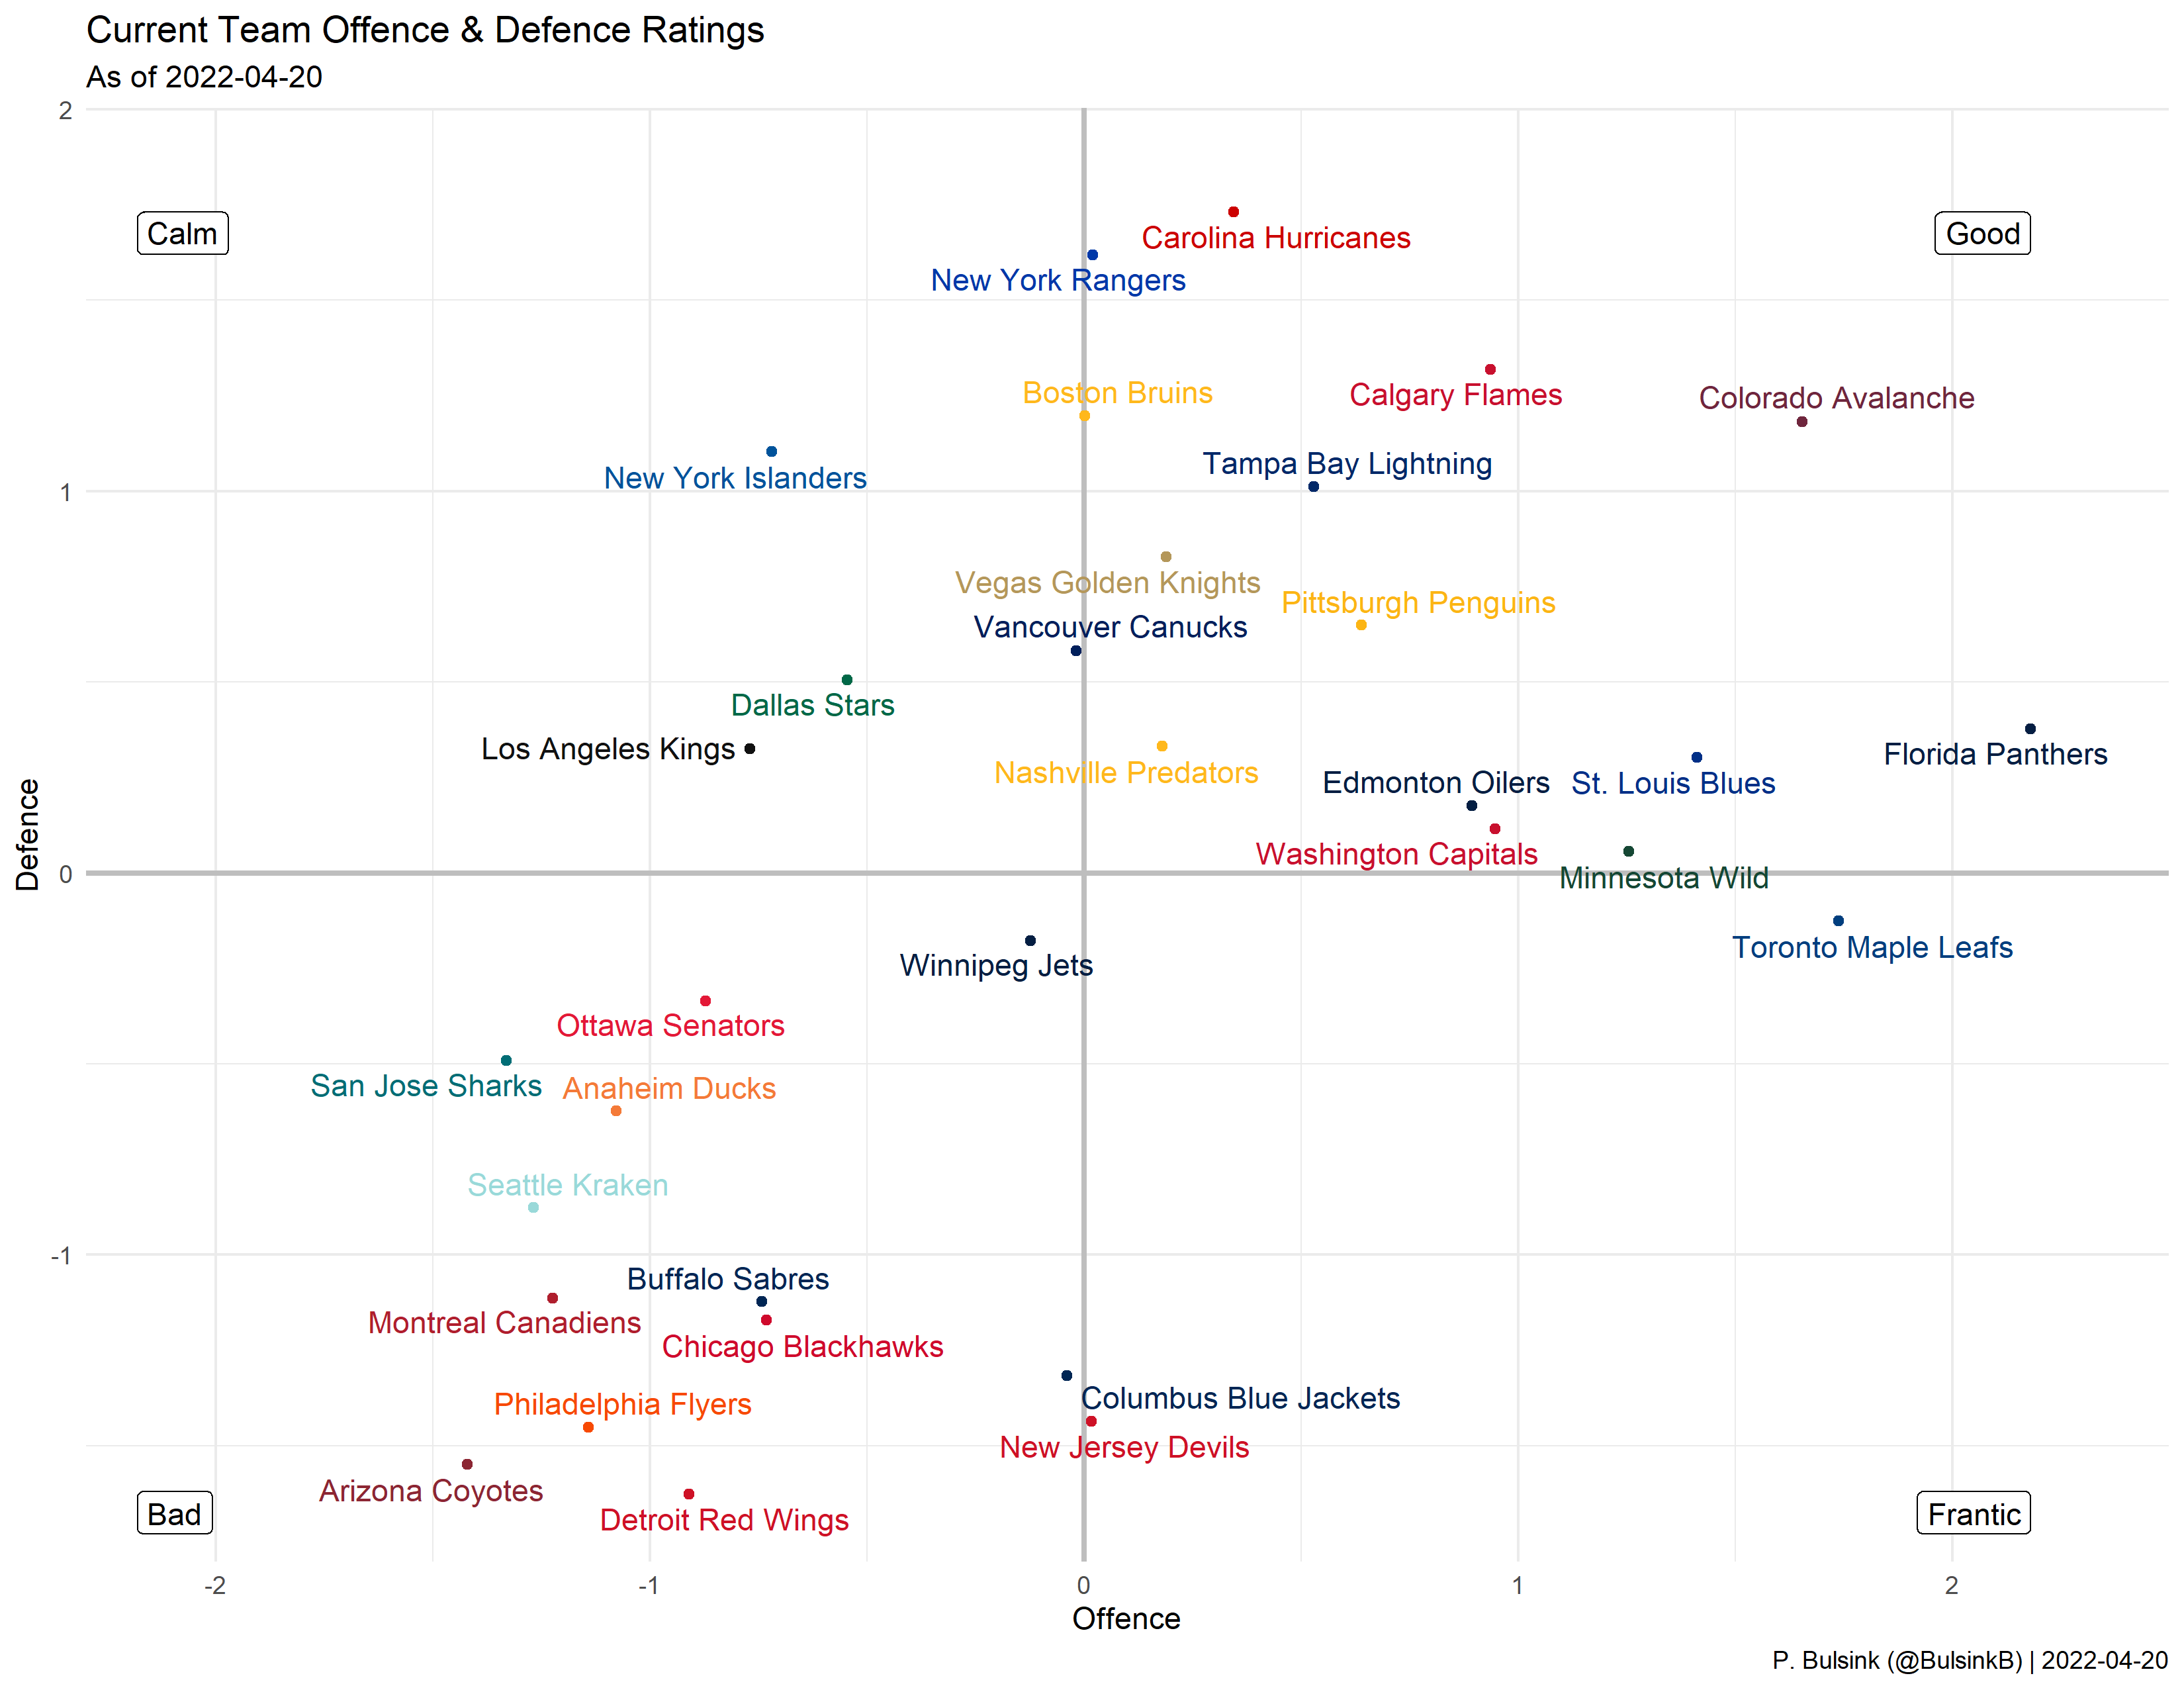 Current Team Offence & Defence Ratings
As of 2022-04-20
2
Calm
Good
Carolina Hurricanes
New York Rangers
Boston Bruins
Calgary Flames
Colorado Avalanche
Tampa Bay Lightning
New York Islanders
1
Vegas Golden Knights
Pittsburgh Penguins
Vancouver Canucks
Dallas Stars
Los Angeles Kings
Florida Panthers
Nashville Predators
Edmonton Oilers
St. Louis Blues
Washington Capitals
Defence
0
Minnesota Wild
Toronto Maple Leafs
Winnipeg Jets
Ottawa Senators
San Jose Sharks
Anaheim Ducks
Seattle Kraken
-1
Buffalo Sabres
Montreal Canadiens
Chicago Blackhawks
Columbus Blue Jackets
Philadelphia Flyers
New Jersey Devils
Arizona Coyotes
Bad
Detroit Red Wings
Frantic
-2
-1
0
1
2
Offence
P. Bulsink (@BulsinkB) | 2022-04-20